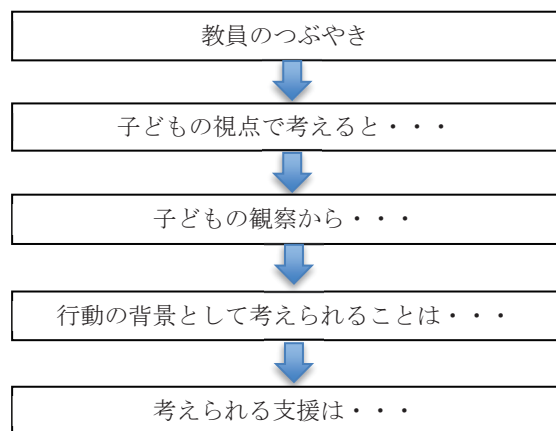 教員のつぶやき
子どもの視点で考えると・・・
子どもの観察から・・・
行動の背景として考えられることは・・・
考えられる支援は・・・